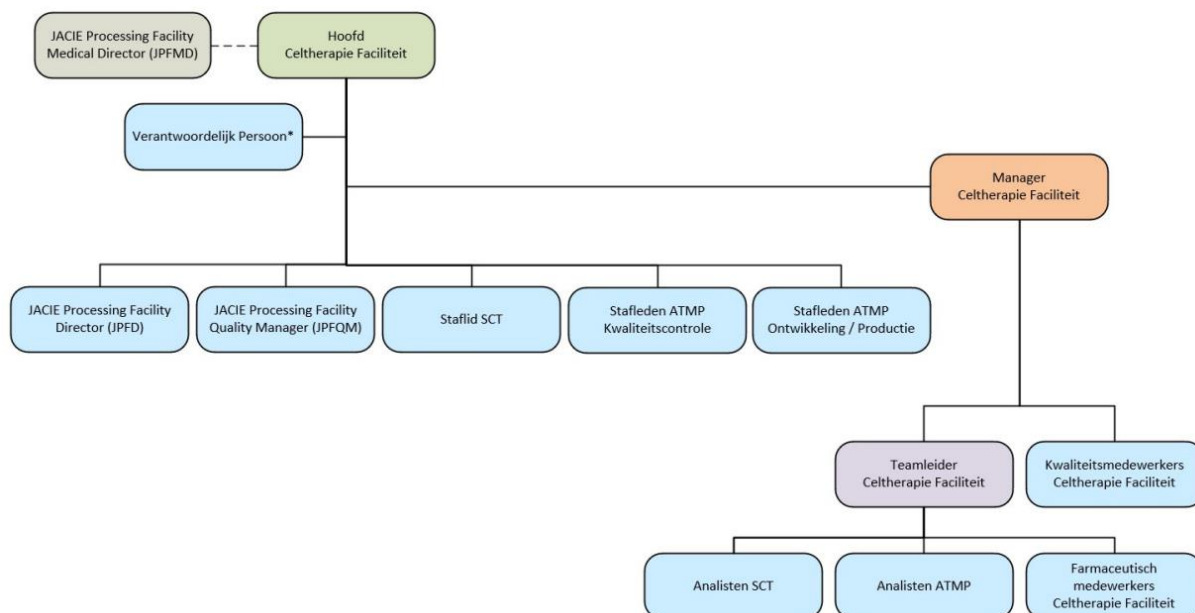 JACIE Processing Facility
Medical Director (JPFMD)
Hoofd
Celtherapie Faciliteit
Verantwoordelijk Persoon*
Manager
Celtherapie Faciliteit
JACIE Processing Facility
Director (JPFD)
JACIE Processing Facility
Quality Manager (JPFQM)
Staflid SCT
Stafleden ATMP
Kwaliteitscontrole
Stafleden ATMP
Ontwikkeling / Productie
Teamleider
Celtherapie Faciliteit
Kwaliteitsmedewerkers
Celtherapie Faciliteit
Analisten SCT
Analisten ATMP
Farmaceutisch
medewerkers
Celtherapie Faciliteit